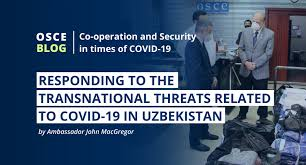 OSCE
BLOG
Co-operation and Security
in times of COVID-19
osce
RESPONDING TO THE
TRANSNATIONAL THREATS RELATED
TO COVID-19 IN UZBEKISTAN
by Ambassador John MacGregor